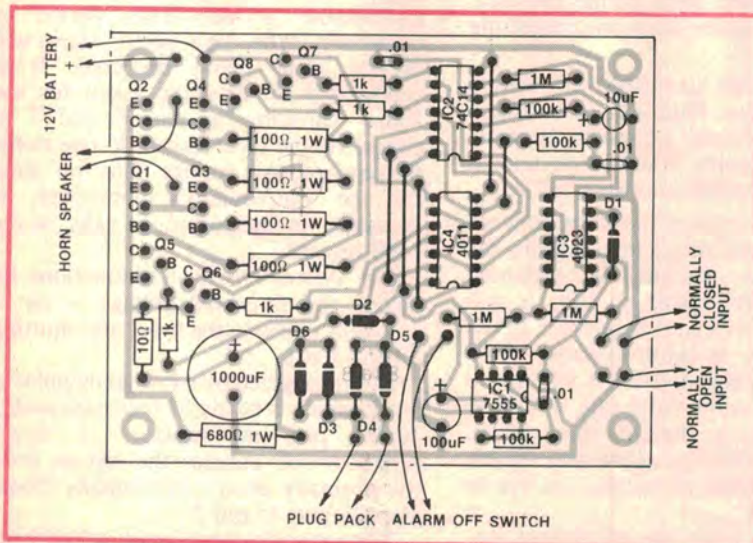 12V BATTERY
-
+
Q2
Q4
Q8
Q7
.01
C
B
E
C
B
E
E
C
B
E
C
B
1k
1k
IC2
74C14
1M
100k
100k
10uF
+
.01
HORN SPEAKER
100Ω 1W
100Ω 1W
100Ω 1W
100Ω 1W
Q1
Q3
E
C
B
C
E
E
C
B
Q5
B
Q6
C
B
E
IC4
4011
IC3
4023
D1
10Ω
1k
1k
D2
D6
D5
1M
1M
NORMALLY
CLOSED
INPUT
+
1000uF
680Ω 1W
D3
D4
+
100uF
100k
IC1
7555
.01
100k
NORMALLY
OPEN
INPUT
PLUG PACK
ALARM OFF SWITCH